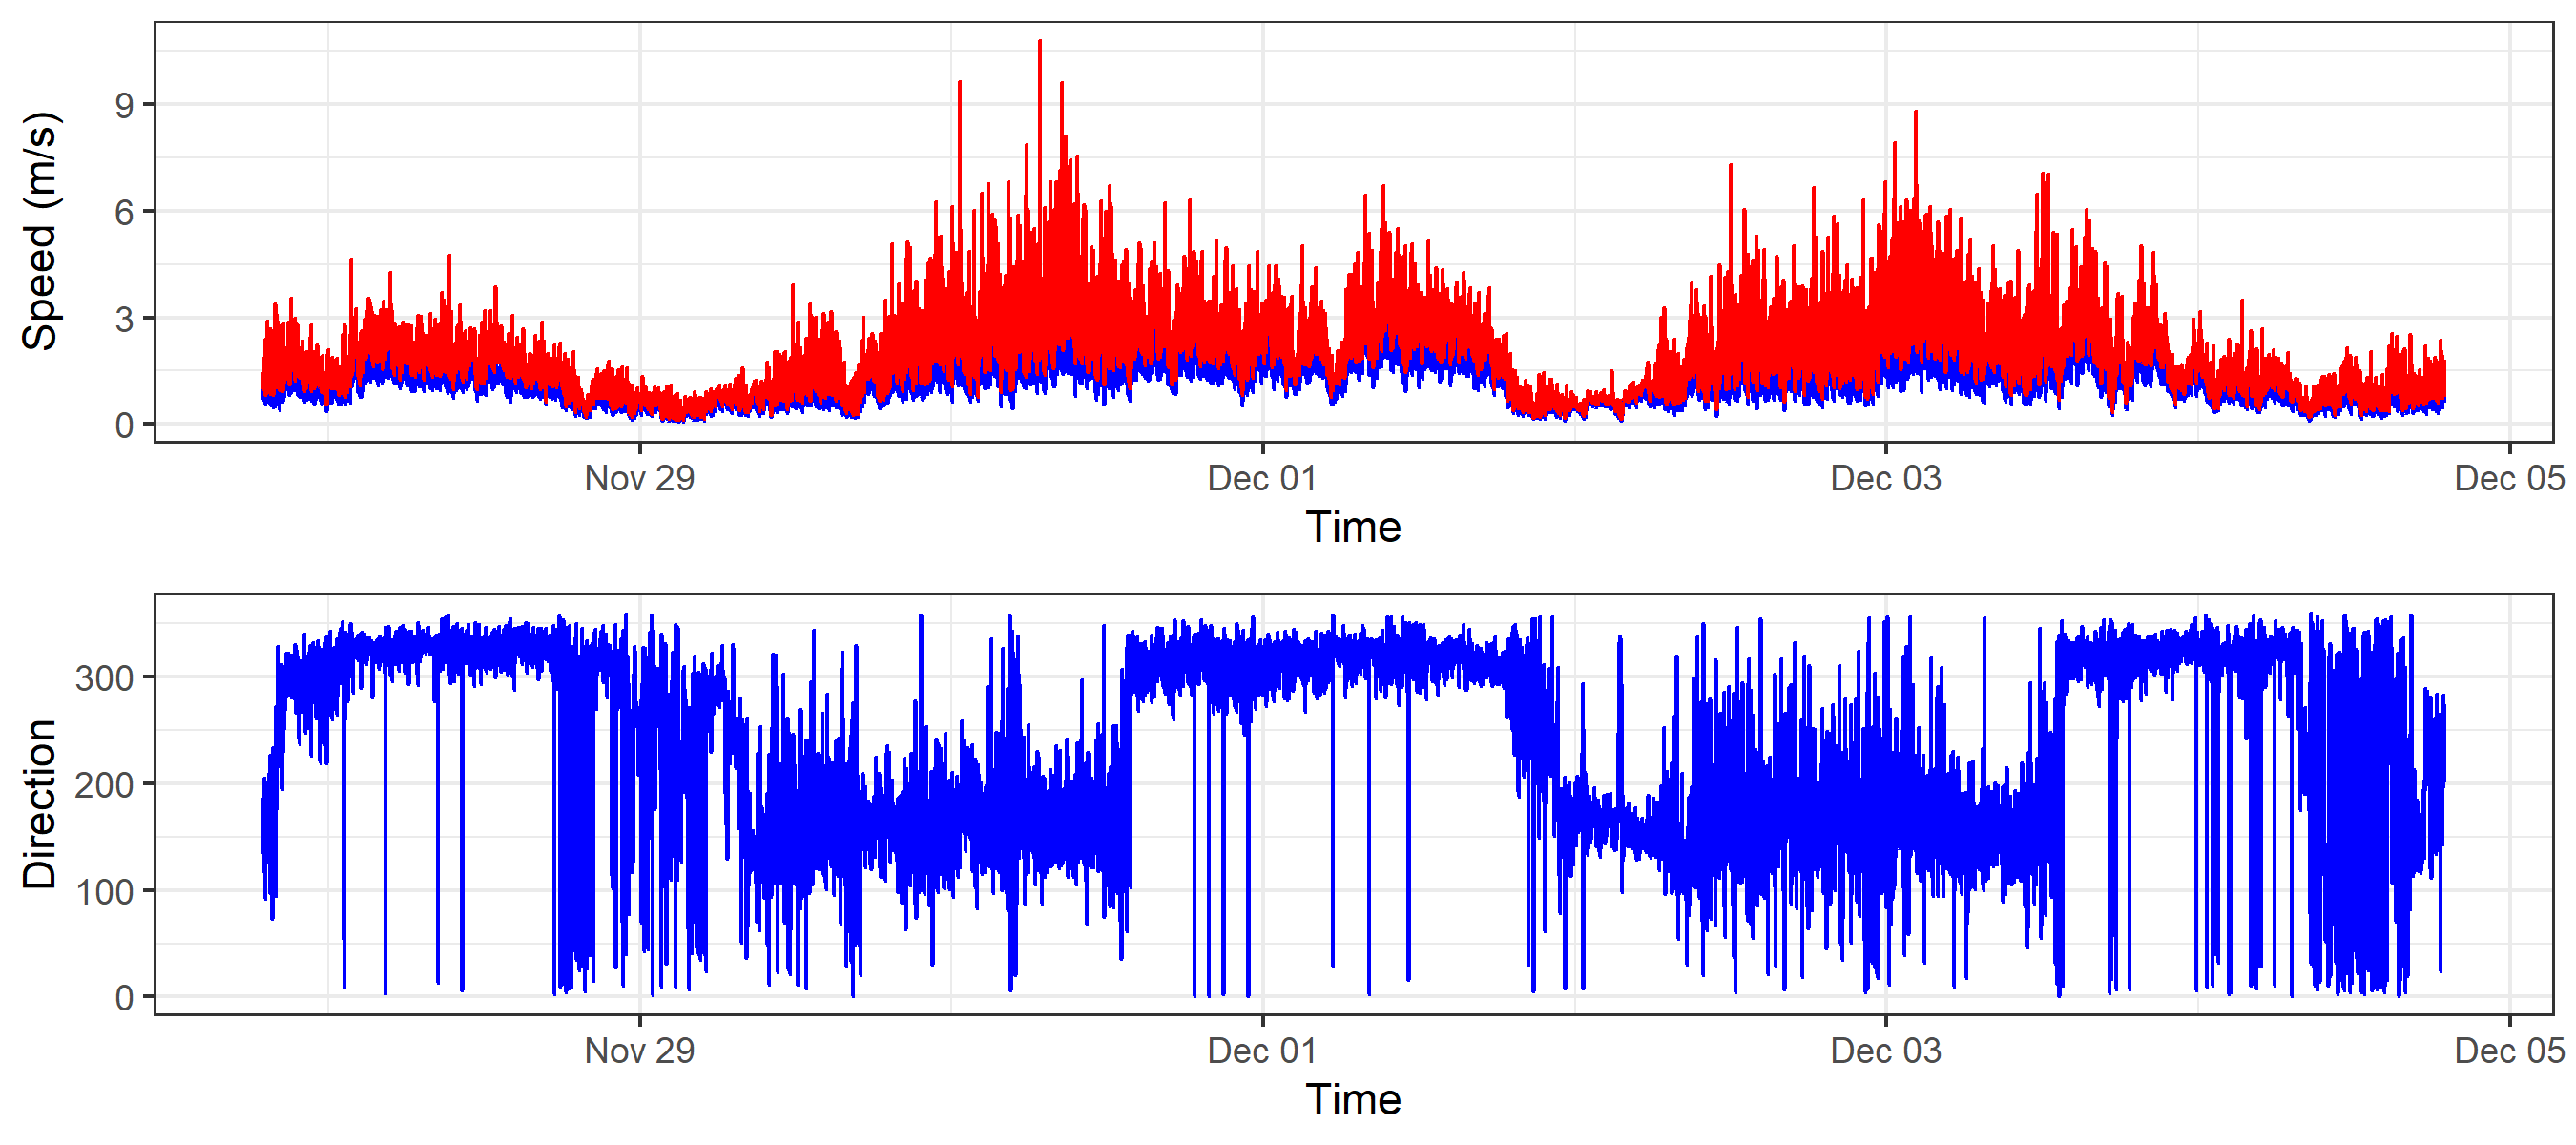 Speed (m/s)
9
6
3
0
Nov 29
Dec 01
Dec 03
Dec 05
Time
Direction
300
200
100
0
Nov 29
Dec 01
Dec 03
Dec 05
Time